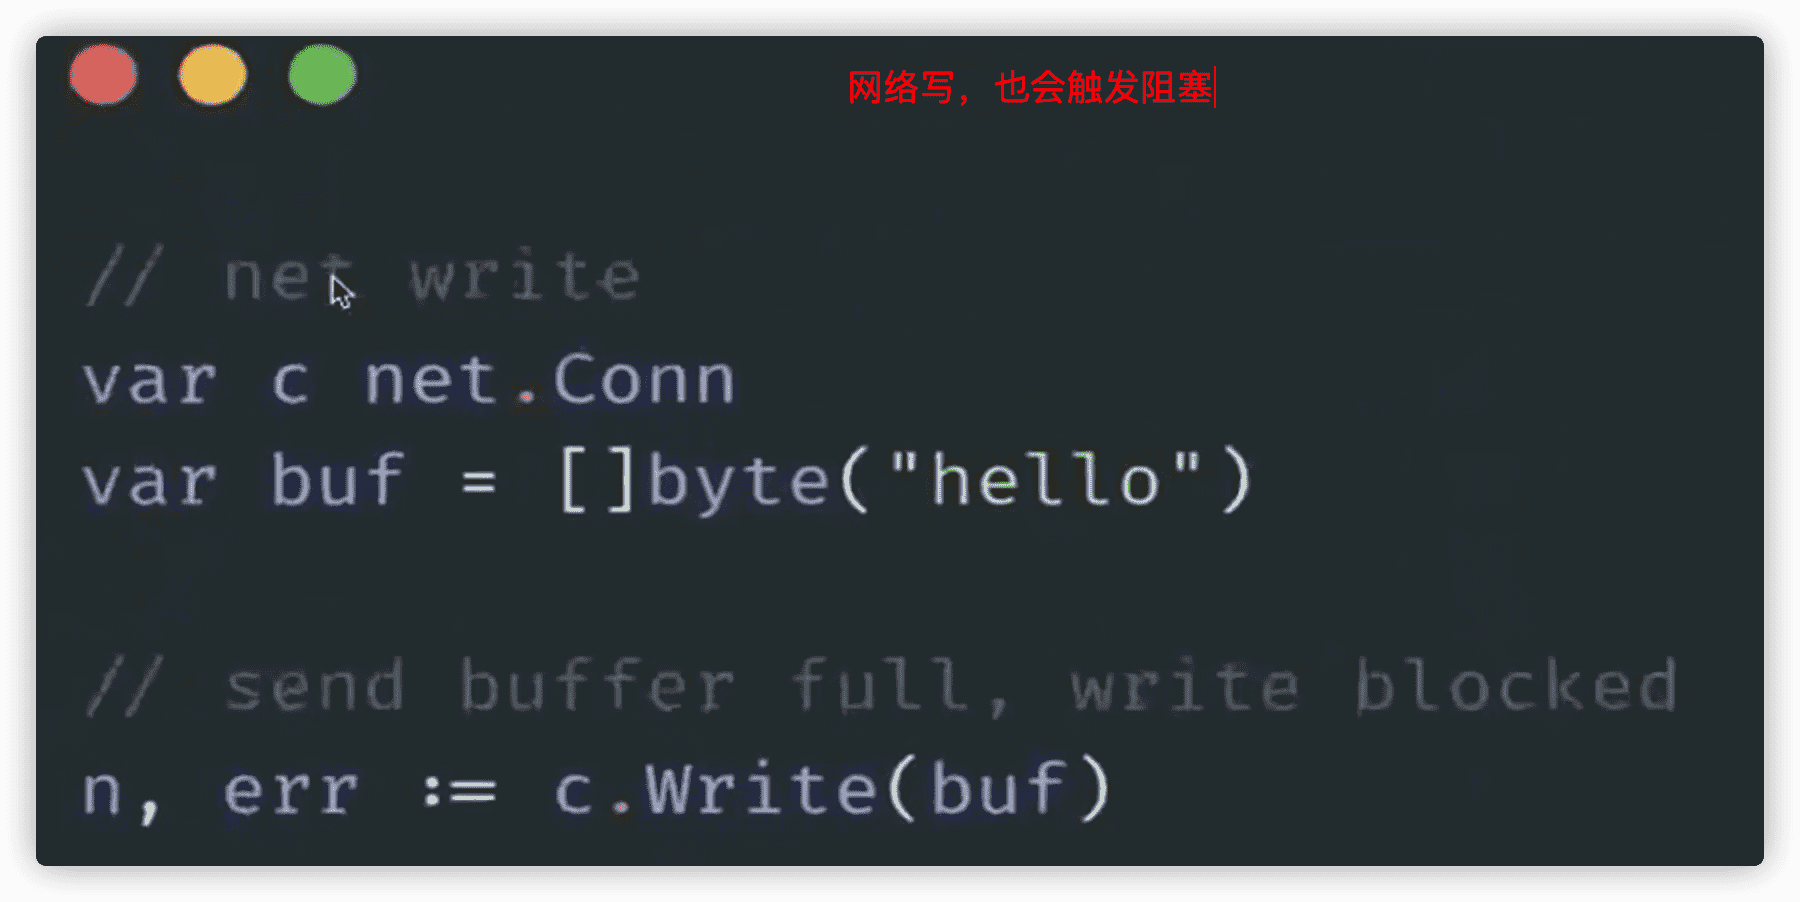 网络写，也会触发阻塞
// net write
var c net.Conn
var buf = []byte("hello")
// send buffer full, write blocked
n, err := c.Write(buf)